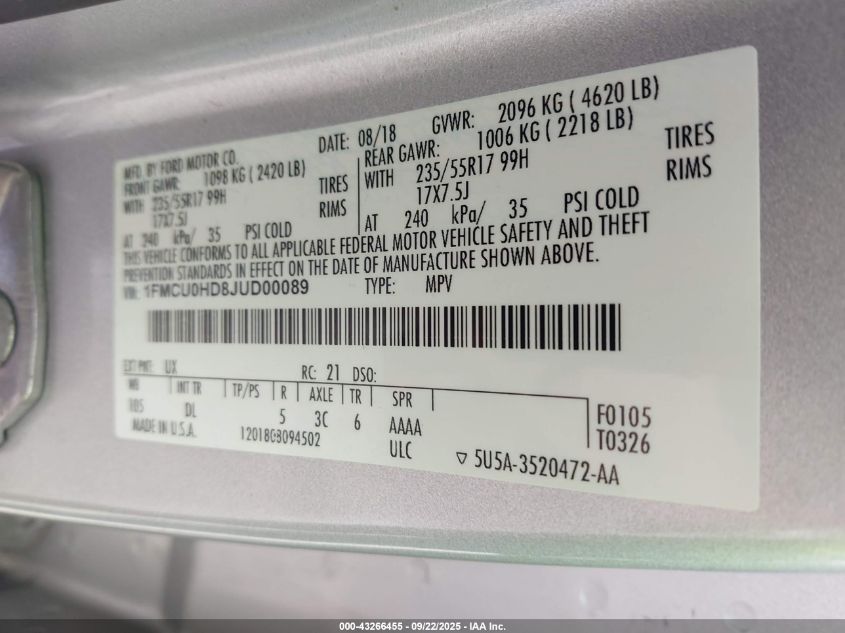 MFD. BY FORD MOTOR CO.
DATE: 08/18 GVWR: 2096 KG ( 4620 LB)
FRONT GAWR: 1098 KG ( 2420 LB)
REAR GAWR: 1006 KG ( 2218 LB)
WITH 235/55R17 99H TIRES
WITH 235/55R17 99H TIRES
17X7.5J RIMS
17X7.5J RIMS
AT 240 kPa/ 35 PSI COLD
AT 240 kPa/ 35 PSI COLD
THIS VEHICLE CONFORMS TO ALL APPLICABLE FEDERAL MOTOR VEHICLE SAFETY AND THEFT
PREVENTION STANDARDS IN EFFECT ON THE DATE OF MANUFACTURE SHOWN ABOVE.
VIN: 1FMCU0HD8JUD00089 TYPE: MPV
EXT PNT: UX RC: 21 DSO:
WB INT TR TP/PS R AXLE TR SPR
105 DL 5 3C 6 AAAA F0105
MADE IN U.S.A. ULC T0326
▽ 5U5A-3520472-AA
000-43266455 - 09/22/2025 - IAA Inc.